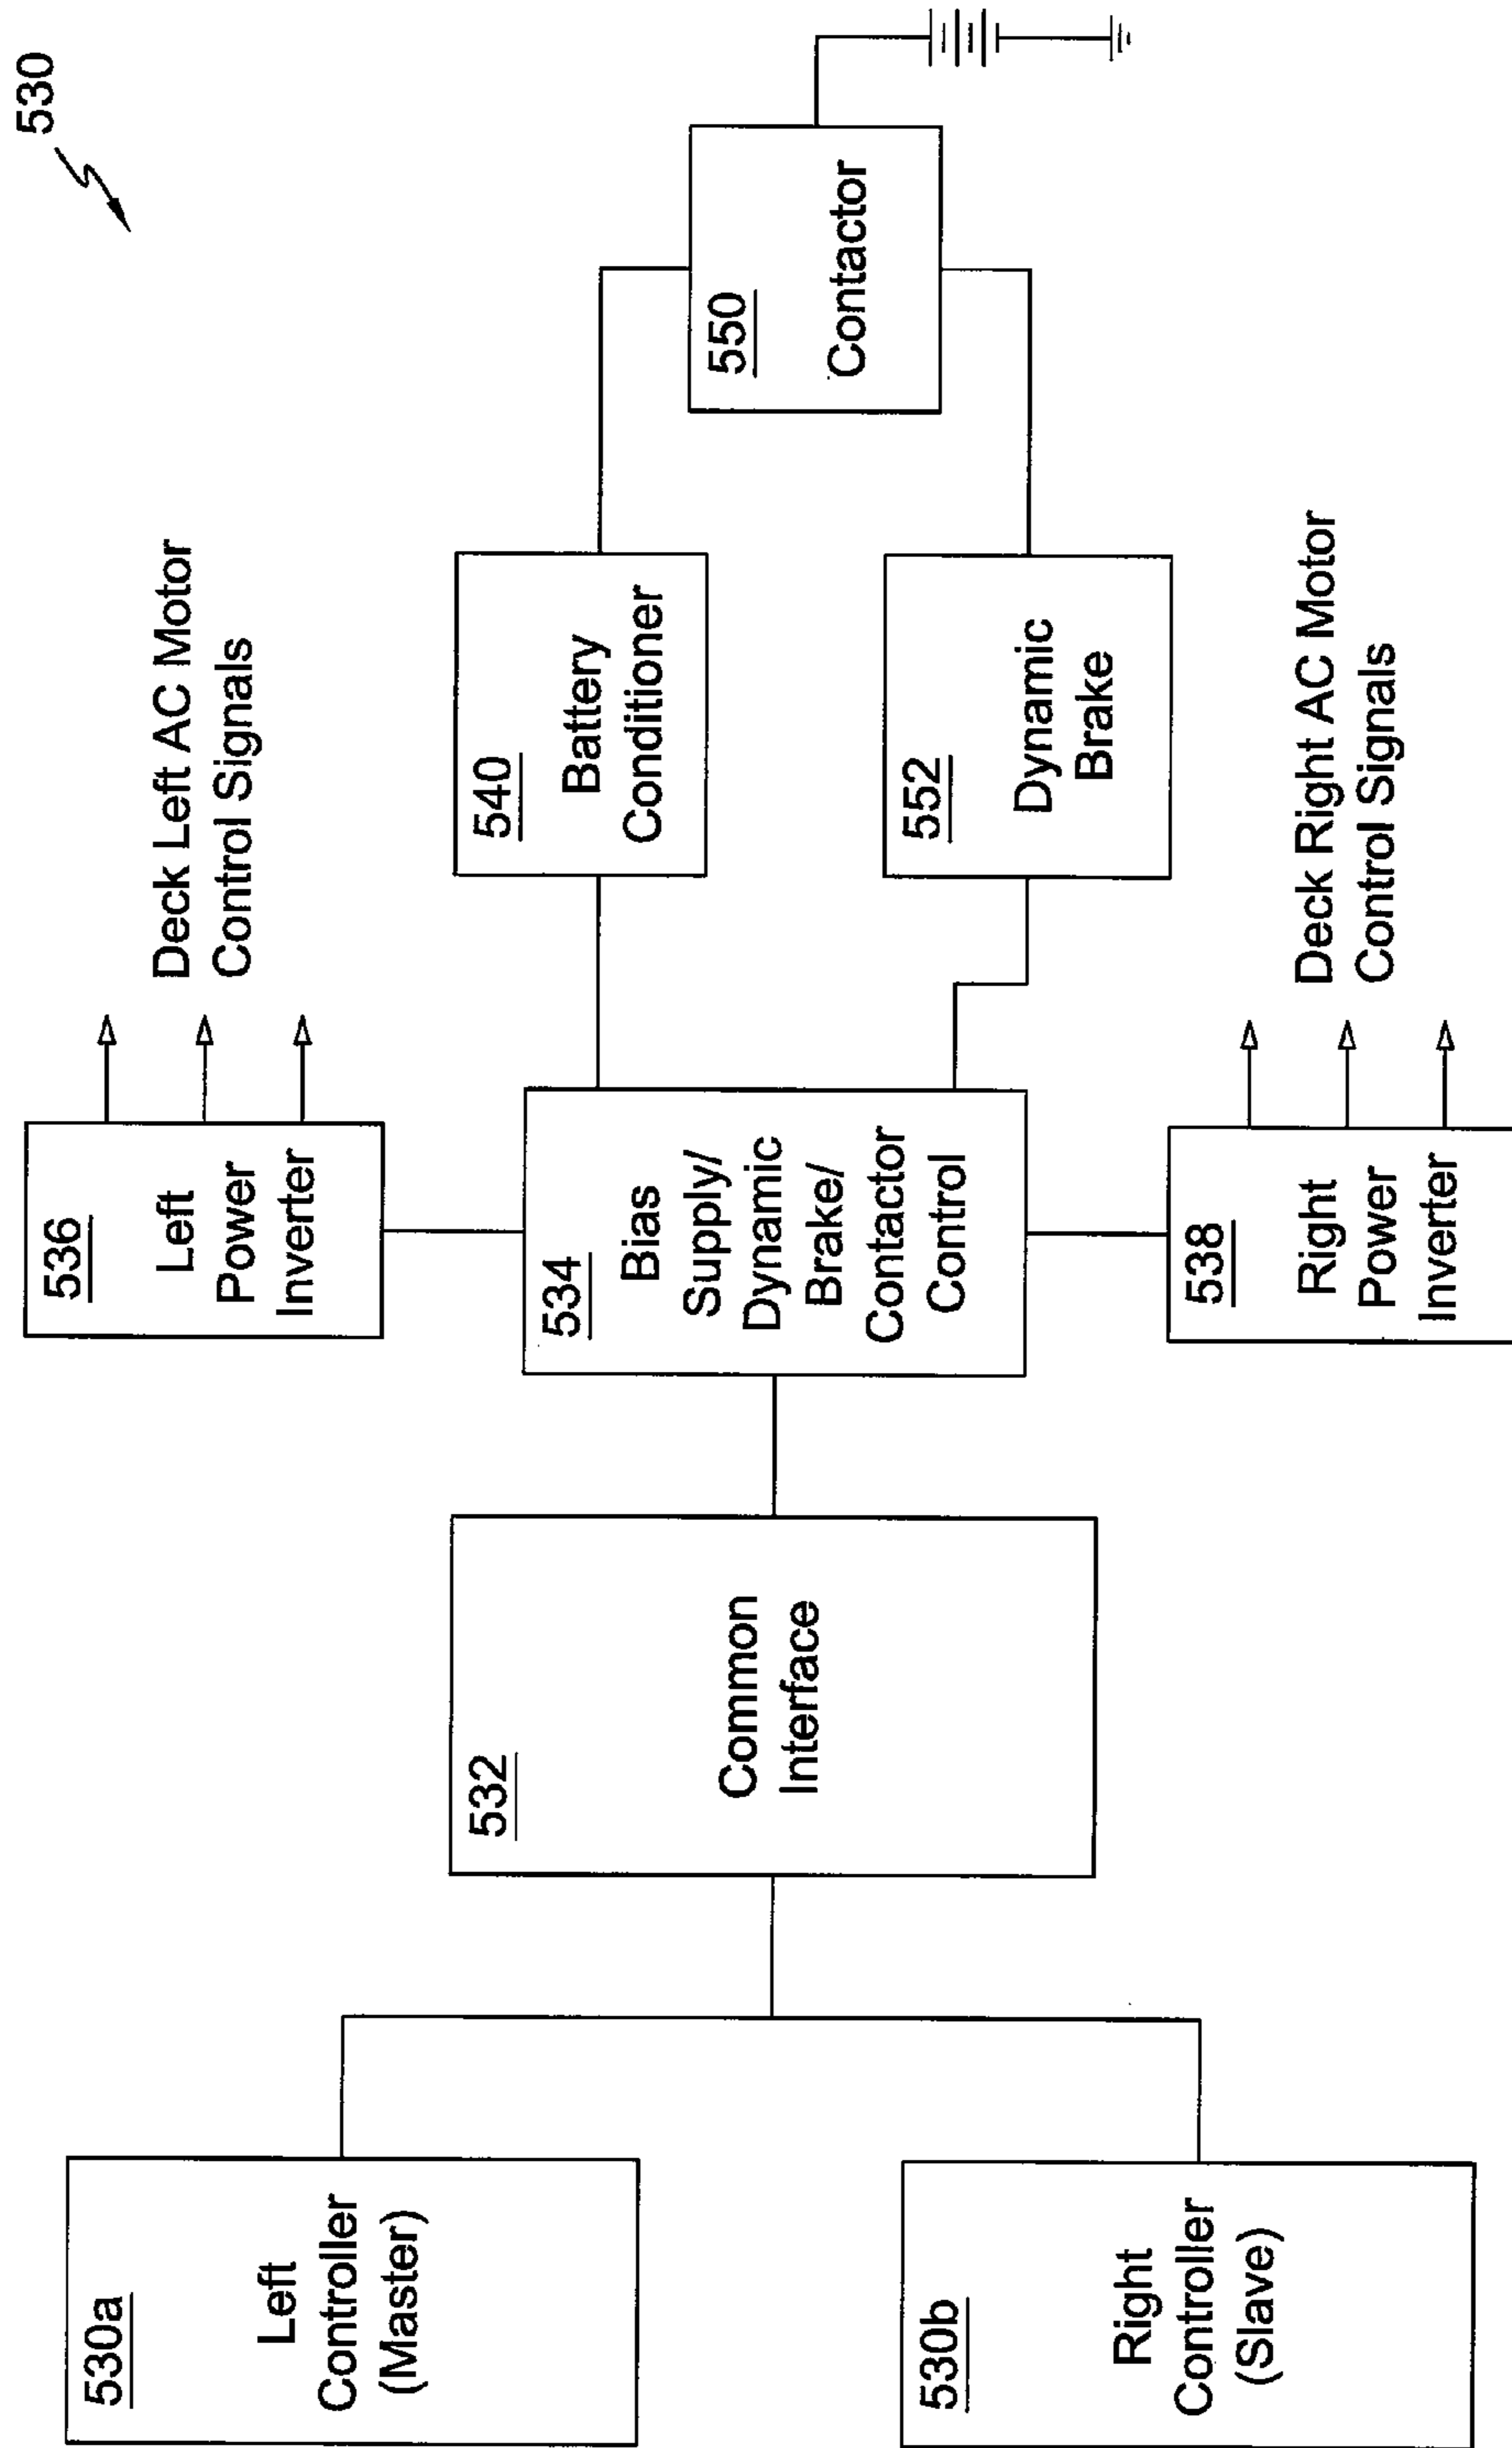 530
530a
Left
Controller
(Master)
530b
Right
Controller
(Slave)
532
Common
Interface
536
Left
Power
Inverter
Deck Left AC Motor
Control Signals
534
Bias
Supply/
Dynamic
Brake/
Contactor
Control
538
Right
Power
Inverter
Deck Right AC Motor
Control Signals
540
Battery
Conditioner
552
Dynamic
Brake
550
Contactor